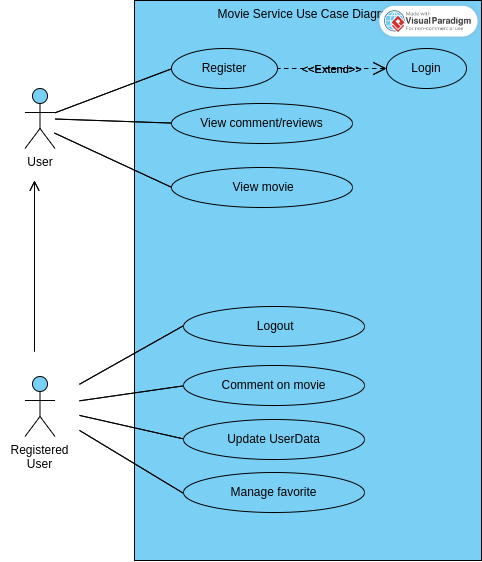 Movie Service Use Case Diag
Made with
Visual Paradigm
For non-commercial use
Register
<<Extend>>
Login
View comment/reviews
User
View movie
Logout
Comment on movie
Registered
User
Update UserData
Manage favorite